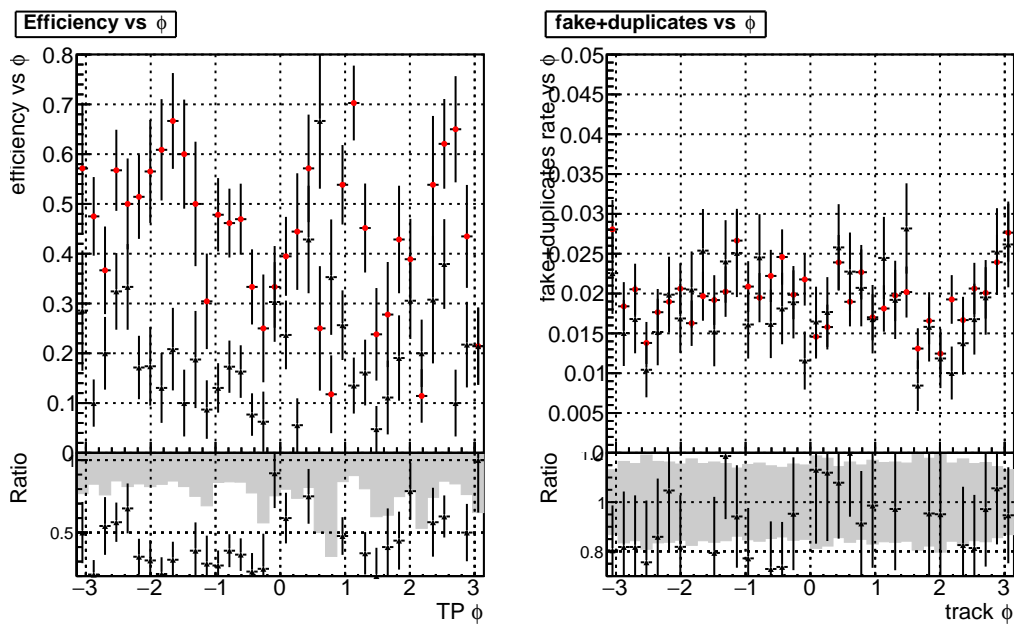 Efficiency vs ϕ
efficiency vs ϕ
0.8
0.7
0.6
0.5
0.4
0.3
0.2
0.1
0
Ratio
1
0.5
−3 −2 −1 0 1 2 3
TP ϕ
fake+duplicates vs ϕ
fake+duplicates rate vs ϕ
0.05
0.045
0.04
0.035
0.03
0.025
0.02
0.015
0.01
0.005
0
Ratio
1
0.8
−3 −2 −1 0 1 2 3
track ϕ